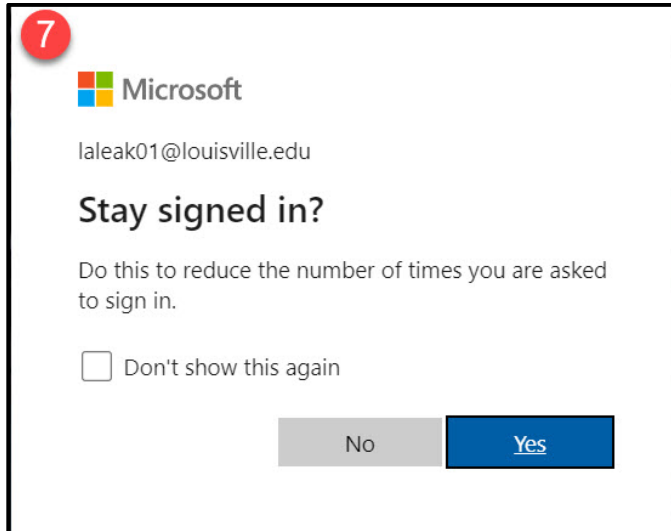 7
Microsoft
laleak01@louisville.edu
Stay signed in?
Do this to reduce the number of times you are asked
to sign in.
Don't show this again
No
Yes